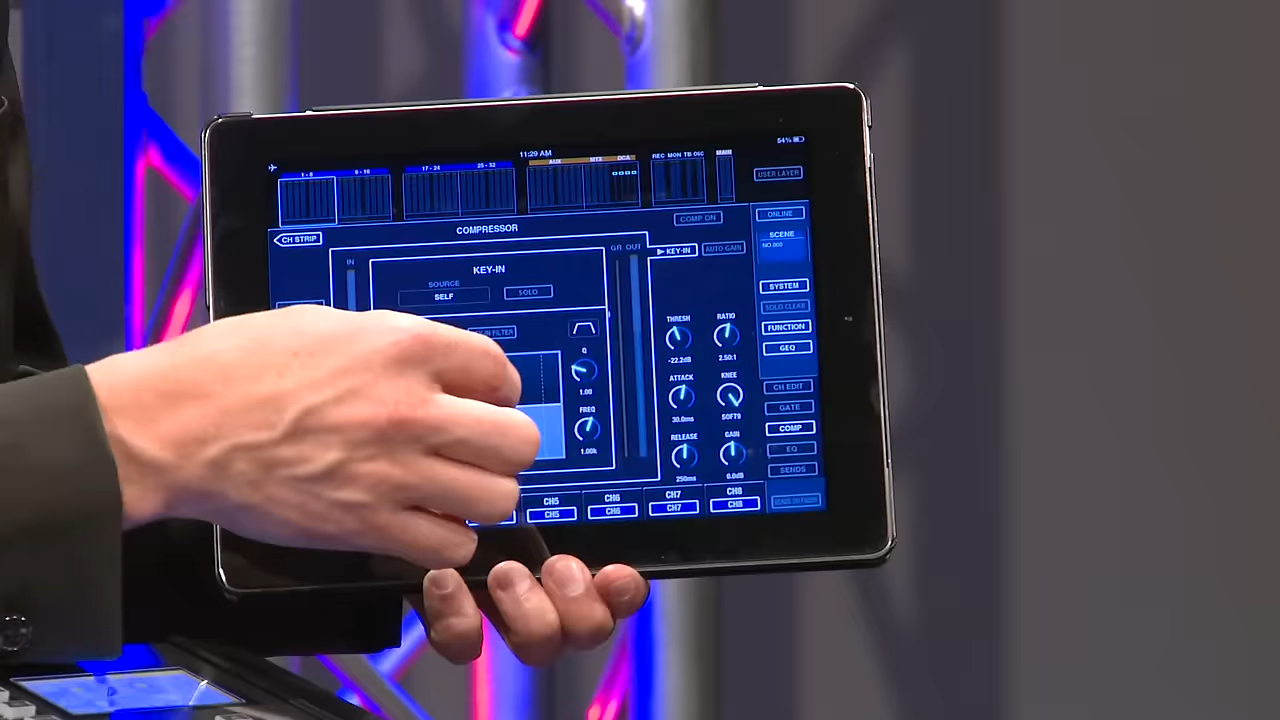 11:29 AM
54%
1 - 8
9 - 16
17 - 24
25 - 32
AUX
MTX
DCA
REC MON TB OSC
MAIN
USER LAYER
COMP ON
ONLINE
CH STRIP
COMPRESSOR
SCENE
NO.000
IN
GR OUT
KEY-IN
AUTO-GAIN
KEY-IN
SOURCE
SELF
SOLO
SYSTEM
SOLO CLEAR
FUNCTION
GEQ
IN FILTER
Q
1.00
FREQ
1.00k
THRESH
-22.2dB
RATIO
2.50:1
ATTACK
30.0ms
KNEE
SOFT9
RELEASE
250ms
GAIN
0.0dB
CH EDIT
GATE
COMP
EQ
SENDS
SENDS ON FADER
CH5
CH6
CH7
CH8
CH5
CH6
CH7
CH8